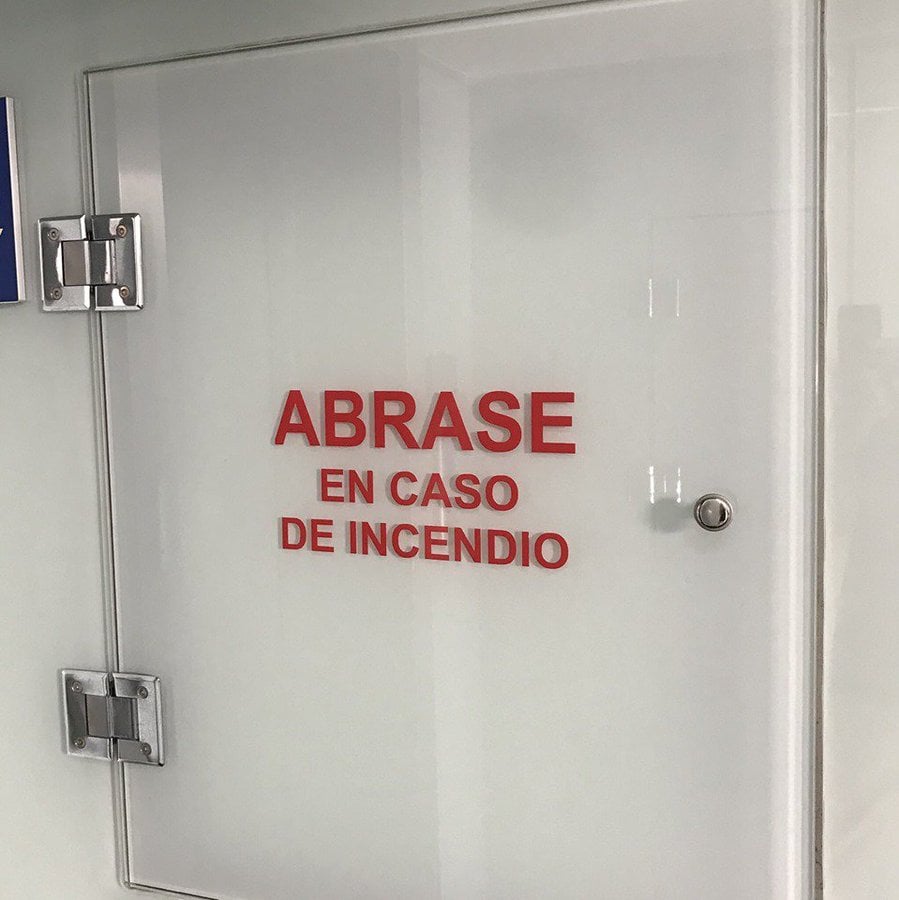 ABRASE
EN CASO
DE INCENDIO